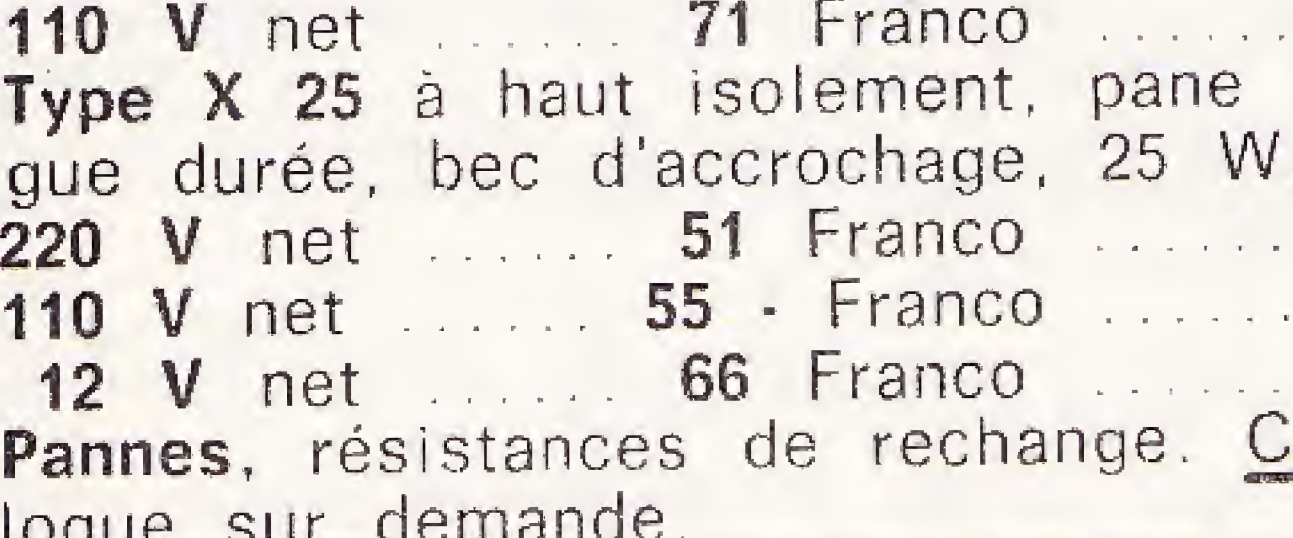 110 V net ...... 71 Franco ......
Type X 25 à haut isolement, pane
gue durée, bec d'accrochage, 25 W
220 V net ...... 51 Franco ......
110 V net ...... 55 - Franco ......
12 V net ...... 66 Franco ......
Pannes, résistances de rechange. C
logue sur demande.